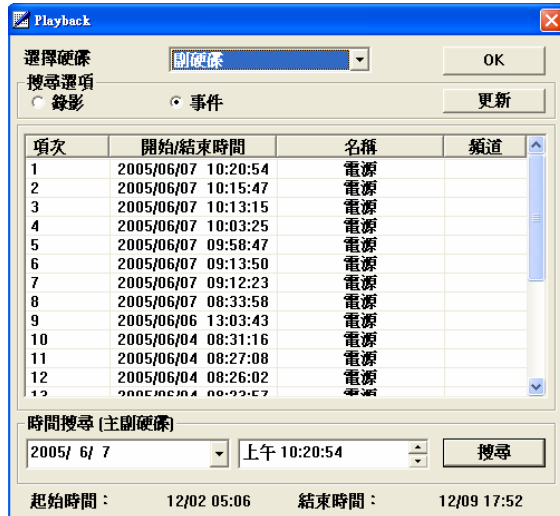 Playback
選擇硬碟 副硬碟 OK
搜尋選項
錄影 事件 更新
項次 開始/結束時間 名稱 頻道
1 2005/06/07 10:20:54 電源
2 2005/06/07 10:15:47 電源
3 2005/06/07 10:13:15 電源
4 2005/06/07 10:03:25 電源
5 2005/06/07 09:58:47 電源
6 2005/06/07 09:13:50 電源
7 2005/06/07 09:12:23 電源
8 2005/06/07 08:33:58 電源
9 2005/06/06 13:03:43 電源
10 2005/06/04 08:31:16 電源
11 2005/06/04 08:27:08 電源
12 2005/06/04 08:26:02 電源
13 2005/06/04 08:23:57 電源
時間搜尋 (主副硬碟)
2005/ 6/ 7 上午 10:20:54 搜尋
起始時間： 12/02 05:06 結束時間： 12/09 17:52